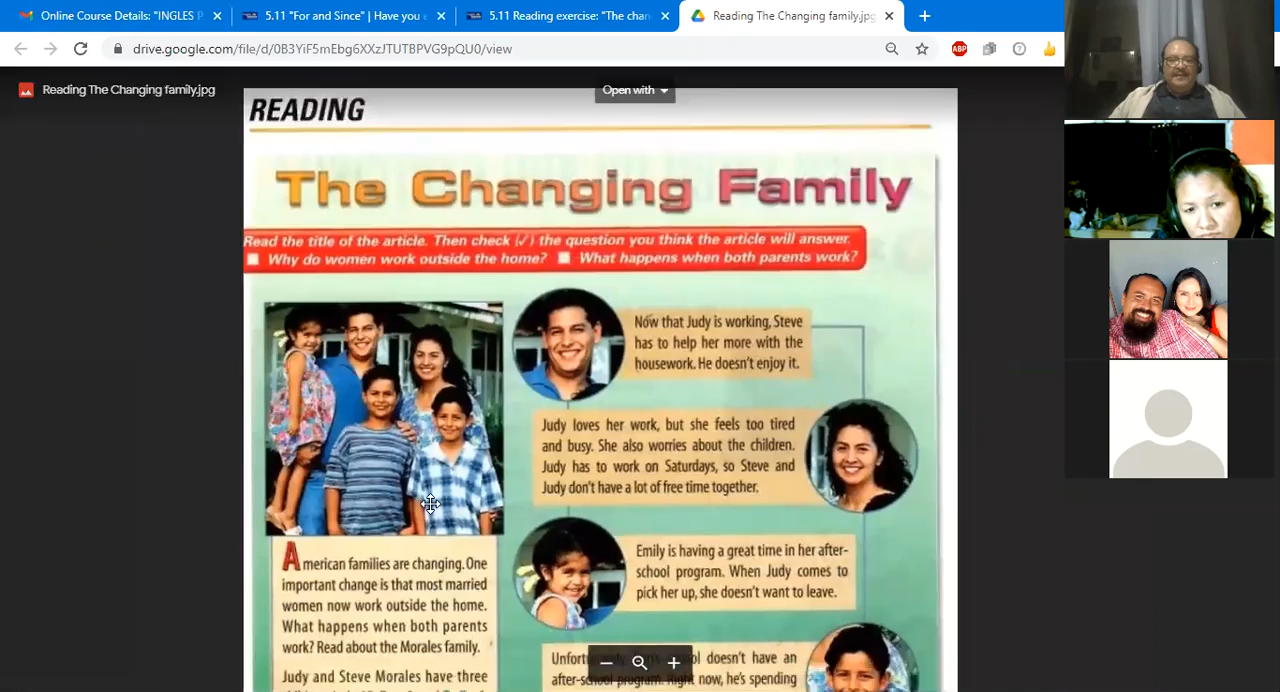 Online Course Details: "INGLES P
5.11 "For and Since" | Have you e
5.11 Reading exercise: "The chan
Reading The Changing family.jpg
drive.google.com/file/d/0B3YiF5mEbg6XXzJTUTBPVG9pQU0/view
ABP
Reading The Changing family.jpg
Open with
READING
The Changing Family
Read the title of the article. Then check (✓) the question you think the article will answer.
Why do women work outside the home? What happens when both parents work?
Now that Judy is working, Steve
has to help her more with the
housework. He doesn't enjoy it.
Judy loves her work, but she feels too tired
and busy. She also worries about the children.
Judy has to work on Saturdays, so Steve and
Judy don't have a lot of free time together.
Emily is having a great time in her after-
school program. When Judy comes to
pick her up, she doesn't want to leave.
American families are changing. One
important change is that most married
women now work outside the home.
What happens when both parents
work? Read about the Morales family.
Judy and Steve Morales have three
doesn't have an
after-school program. Right now, he's spending